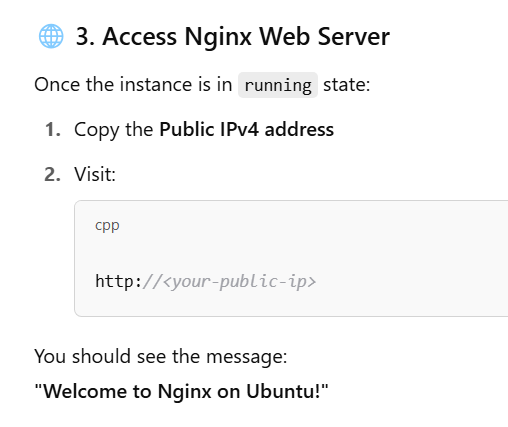 🌐 3. Access Nginx Web Server
Once the instance is in running state:
1. Copy the Public IPv4 address
2. Visit:
cpp
http://<your-public-ip>
You should see the message:
"Welcome to Nginx on Ubuntu!"